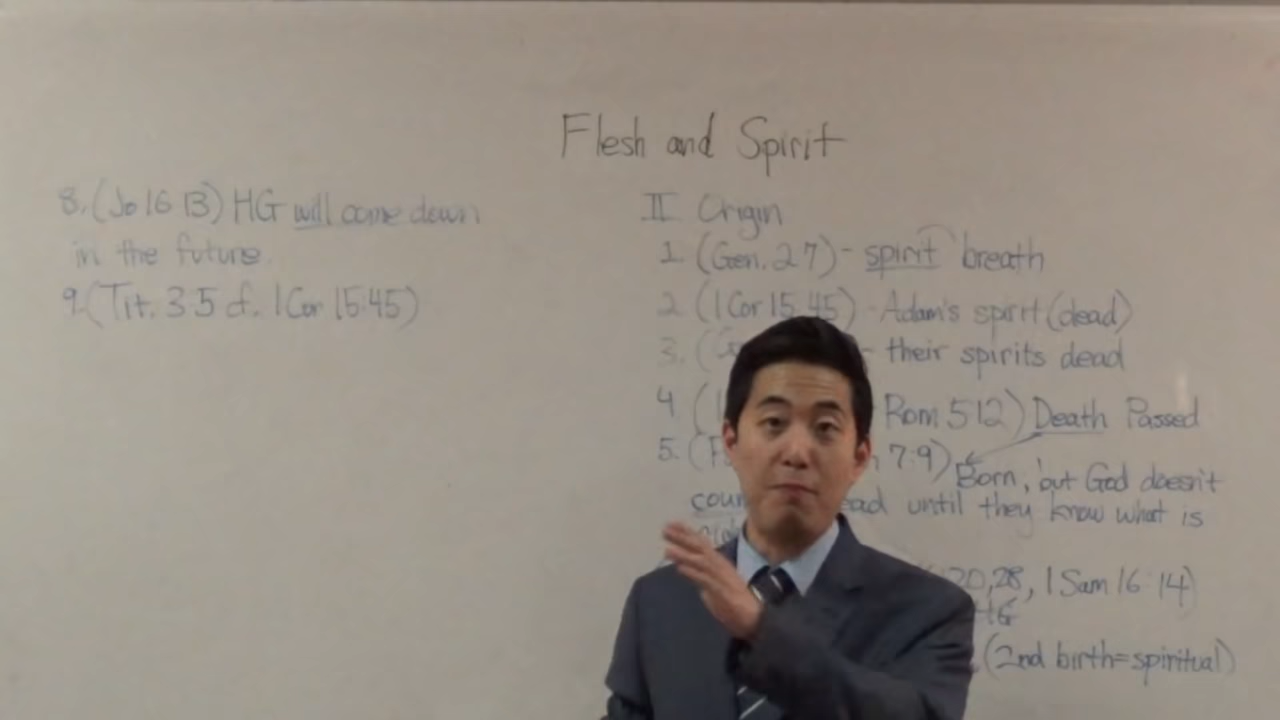 Flesh and Spirit
8. (Jo 16 13) HG will come down
in the future.
9. (Tit. 3:5 cf. 1 Cor 15:45)
II Origin
1. (Gen. 2 7) - spirit breath
2. (1 Cor 15:45) - Adam's spirit (dead)
3. ( - their spirits dead
4 ( Rom 5:12) Death Passed
5. ( 7:9) Born, but God doesn't
until they know what is
20,28, 1 Sam 16:14)
HG
(2nd birth=spiritual)